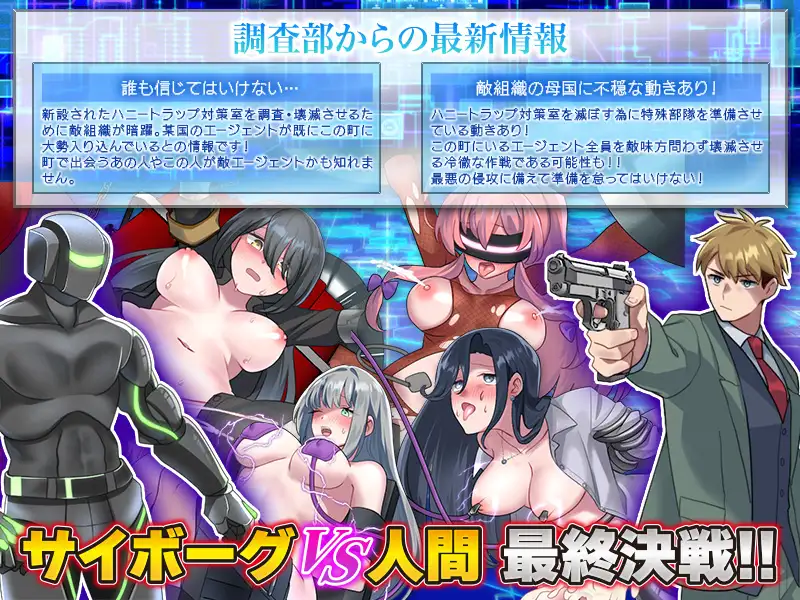 調査部からの最新情報
誰も信じてはいけない…
新設されたハニートラップ対策室を調査・壊滅させるた
めに敵組織が暗躍。某国のエージェントが既にこの町に
大勢入り込んでいるとの情報です!
町で出会うあの人やこの人が敵エージェントかも知れま
せん。
敵組織の母国に不穏な動きあり!
ハニートラップ対策室を滅ぼす為に特殊部隊を準備させ
ている動きあり!
この町にいるエージェント全員を敵味方問わず壊滅させ
る冷徹な作戦である可能性も!!
最悪の侵攻に備えて準備を怠ってはいけない!
サイボーグVS人間 最終決戦!!